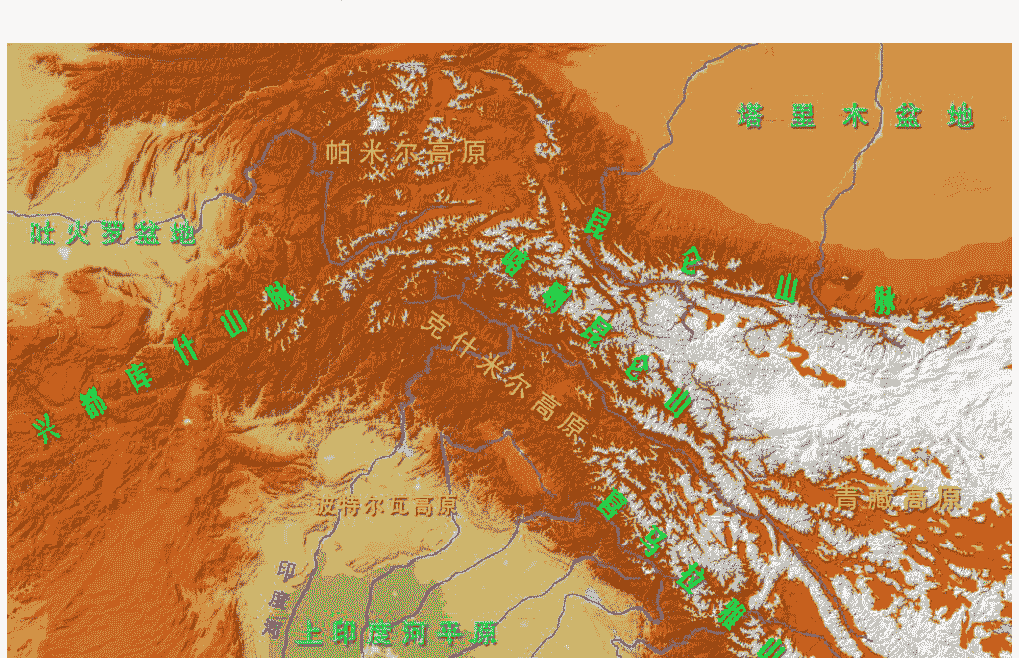 塔里木盆地
帕米尔高原
吐火罗盆地
昆仑山脉
喀喇昆仑山
兴都库什山脉
克什米尔高原
青藏高原
波特尔瓦高原
喜马拉雅山
印度河
上印度河平原